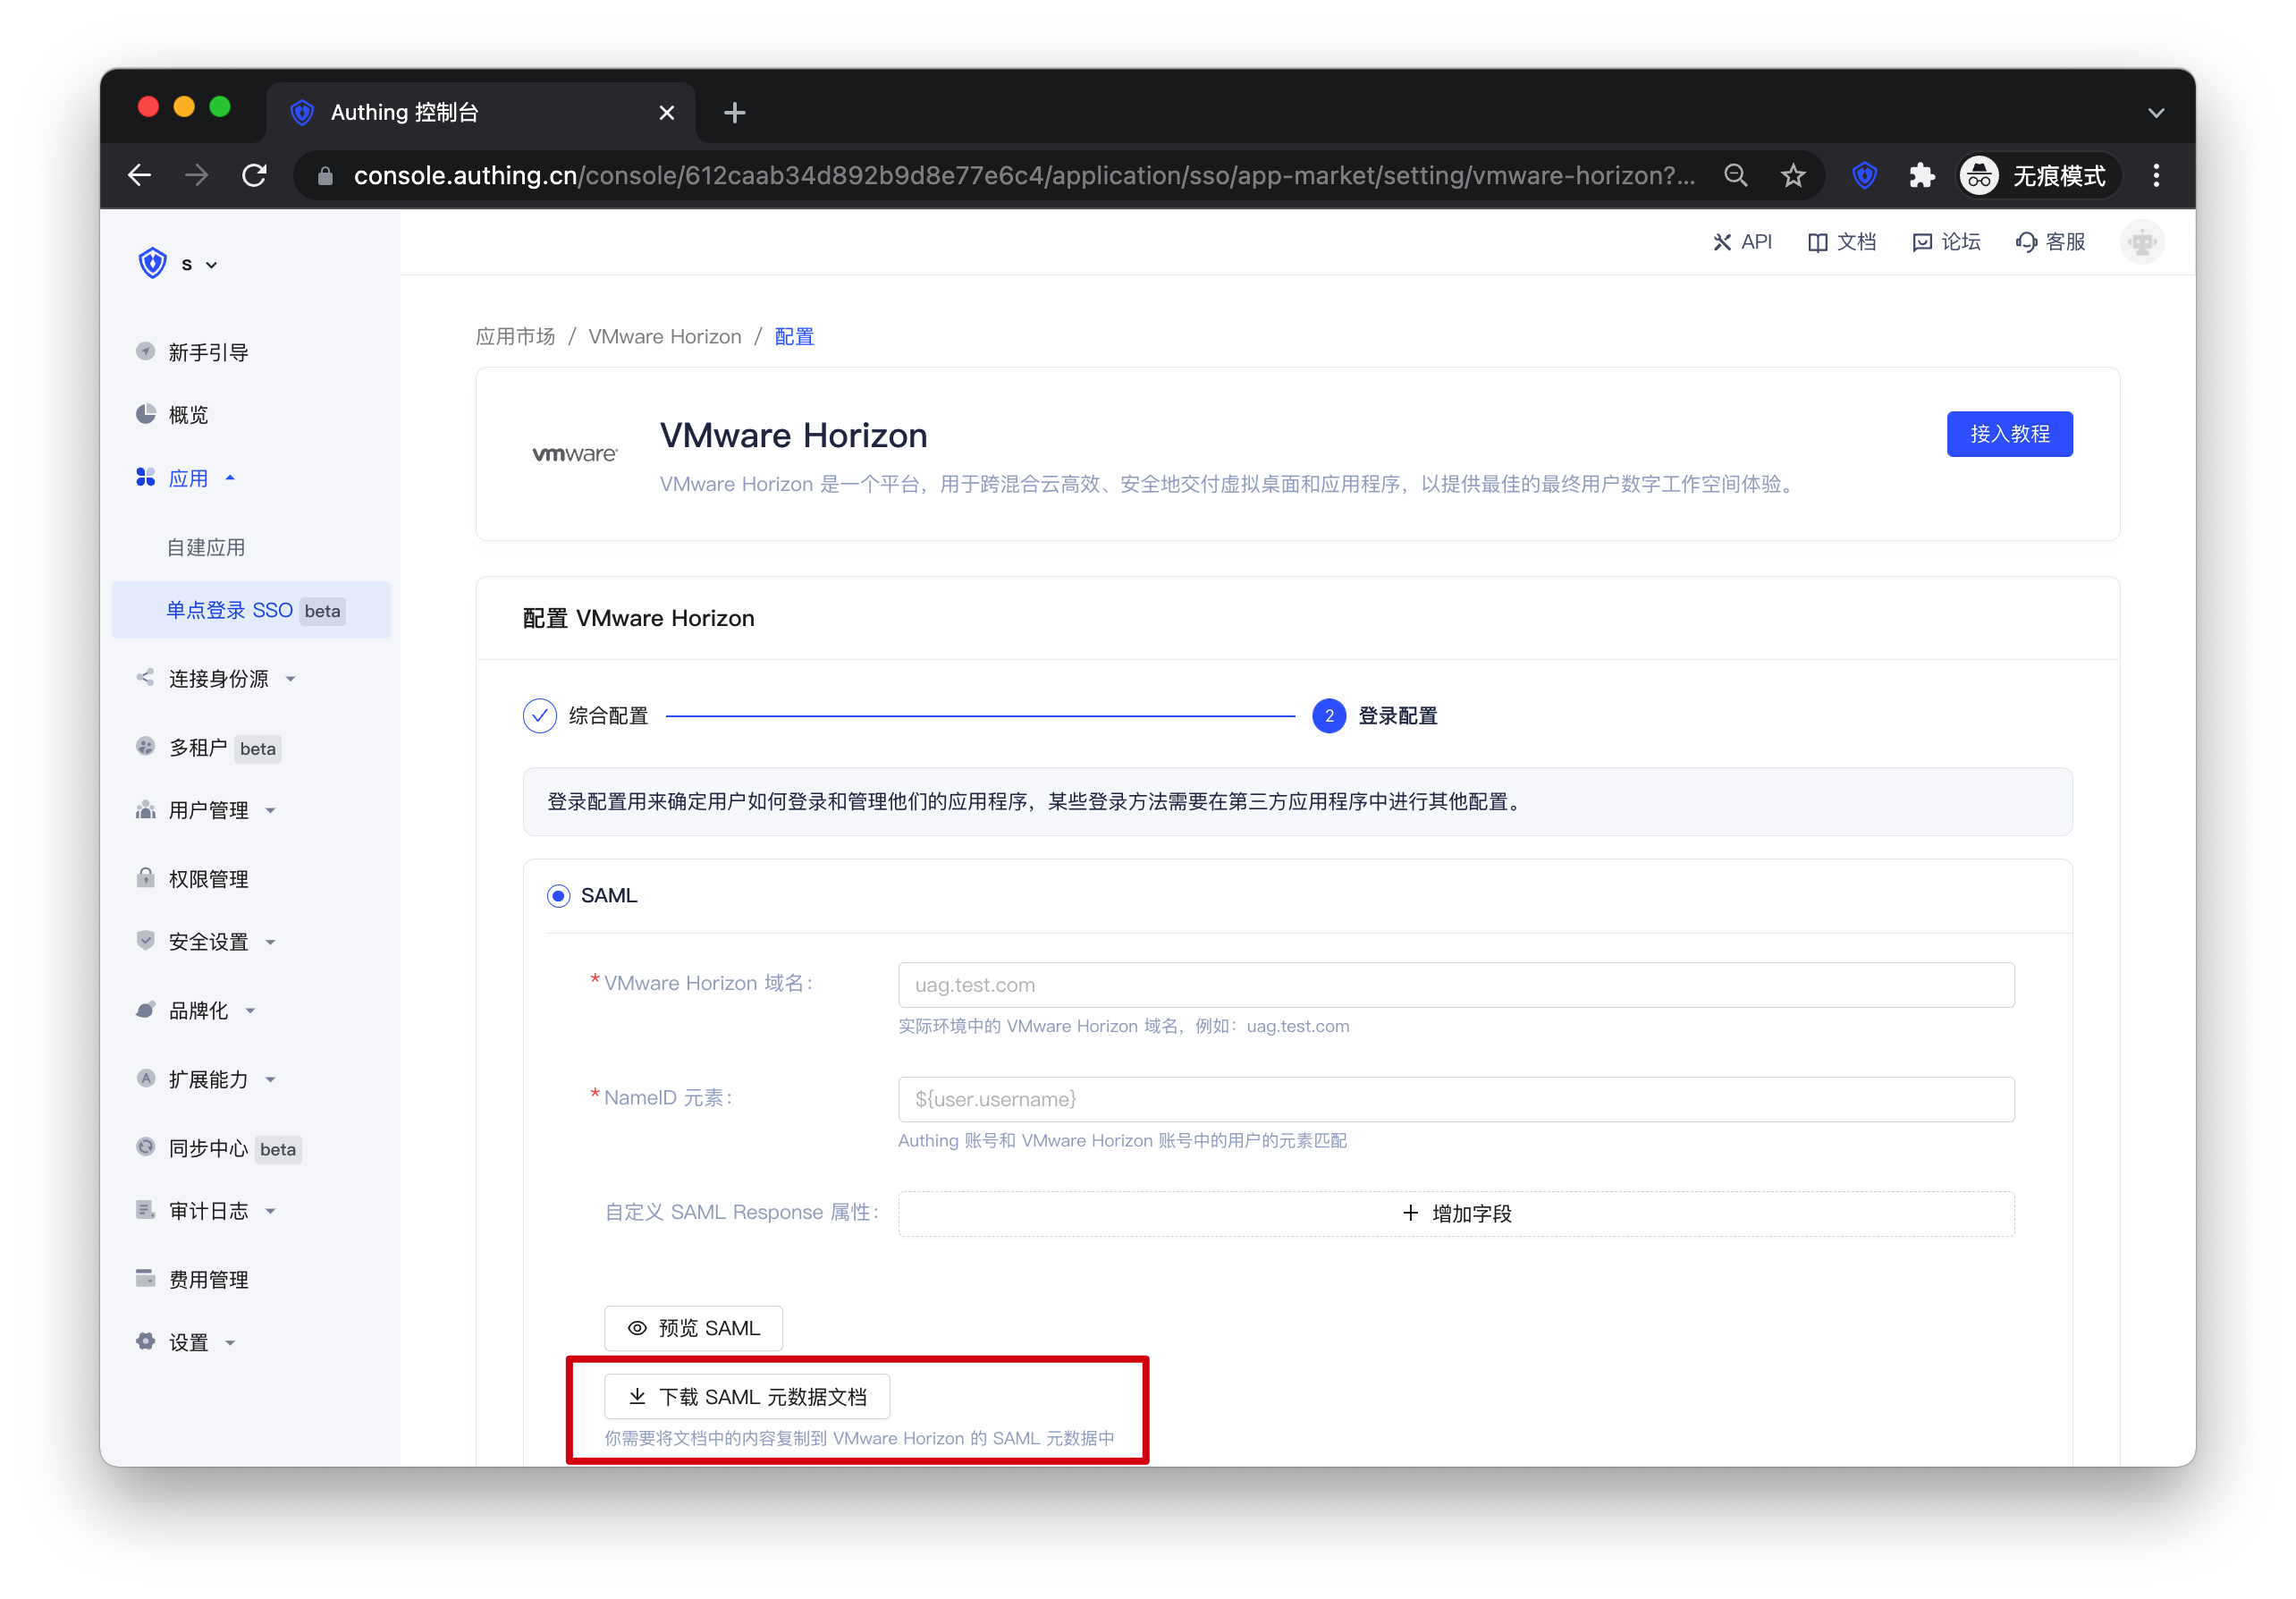 Authing 控制台
console.authing.cn/console/612caab34d892b9d8e77e6c4/application/sso/app-market/setting/vmware-horizon?...
无痕模式
s
API
文档
论坛
客服
新手引导
概览
应用
自建应用
单点登录 SSO beta
连接身份源
多租户 beta
用户管理
权限管理
安全设置
品牌化
扩展能力
同步中心 beta
审计日志
费用管理
设置
应用市场 / VMware Horizon / 配置
vmware
VMware Horizon
接入教程
VMware Horizon 是一个平台，用于跨混合云高效、安全地交付虚拟桌面和应用程序，以提供最佳的最终用户数字工作空间体验。
配置 VMware Horizon
综合配置
2 登录配置
登录配置用来确定用户如何登录和管理他们的应用程序，某些登录方法需要在第三方应用程序中进行其他配置。
SAML
* VMware Horizon 域名：
uag.test.com
实际环境中的 VMware Horizon 域名，例如：uag.test.com
* NameID 元素：
${user.username}
Authing 账号和 VMware Horizon 账号中的用户的元素匹配
自定义 SAML Response 属性：
+ 增加字段
预览 SAML
下载 SAML 元数据文档
你需要将文档中的内容复制到 VMware Horizon 的 SAML 元数据中